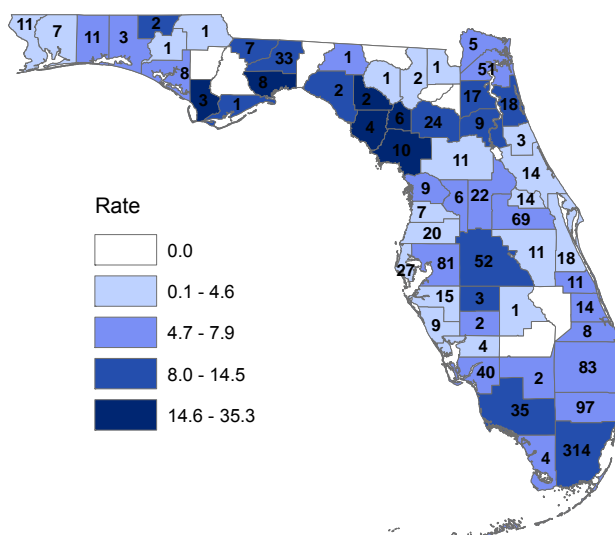 11 7 11 3 2 1 1 8
7 33 8 3 1
1 2 2 1 2 1
4 6 10 24
5 51 17 18 9
3 11 14 14
9 6 22 69
7 20 27 81 52 11 18
11 14 8
15 3 1
9 2 4
40 2 83
35 97
4 314
Rate
0.0
0.1 - 4.6
4.7 - 7.9
8.0 - 14.5
14.6 - 35.3